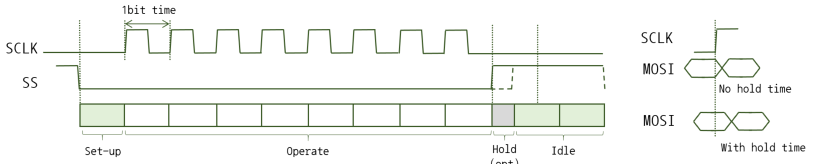 1bit time
SCLK
SS
Set-up
Operate
Hold
(opt)
Idle
SCLK
MOSI
No hold time
MOSI
With hold time